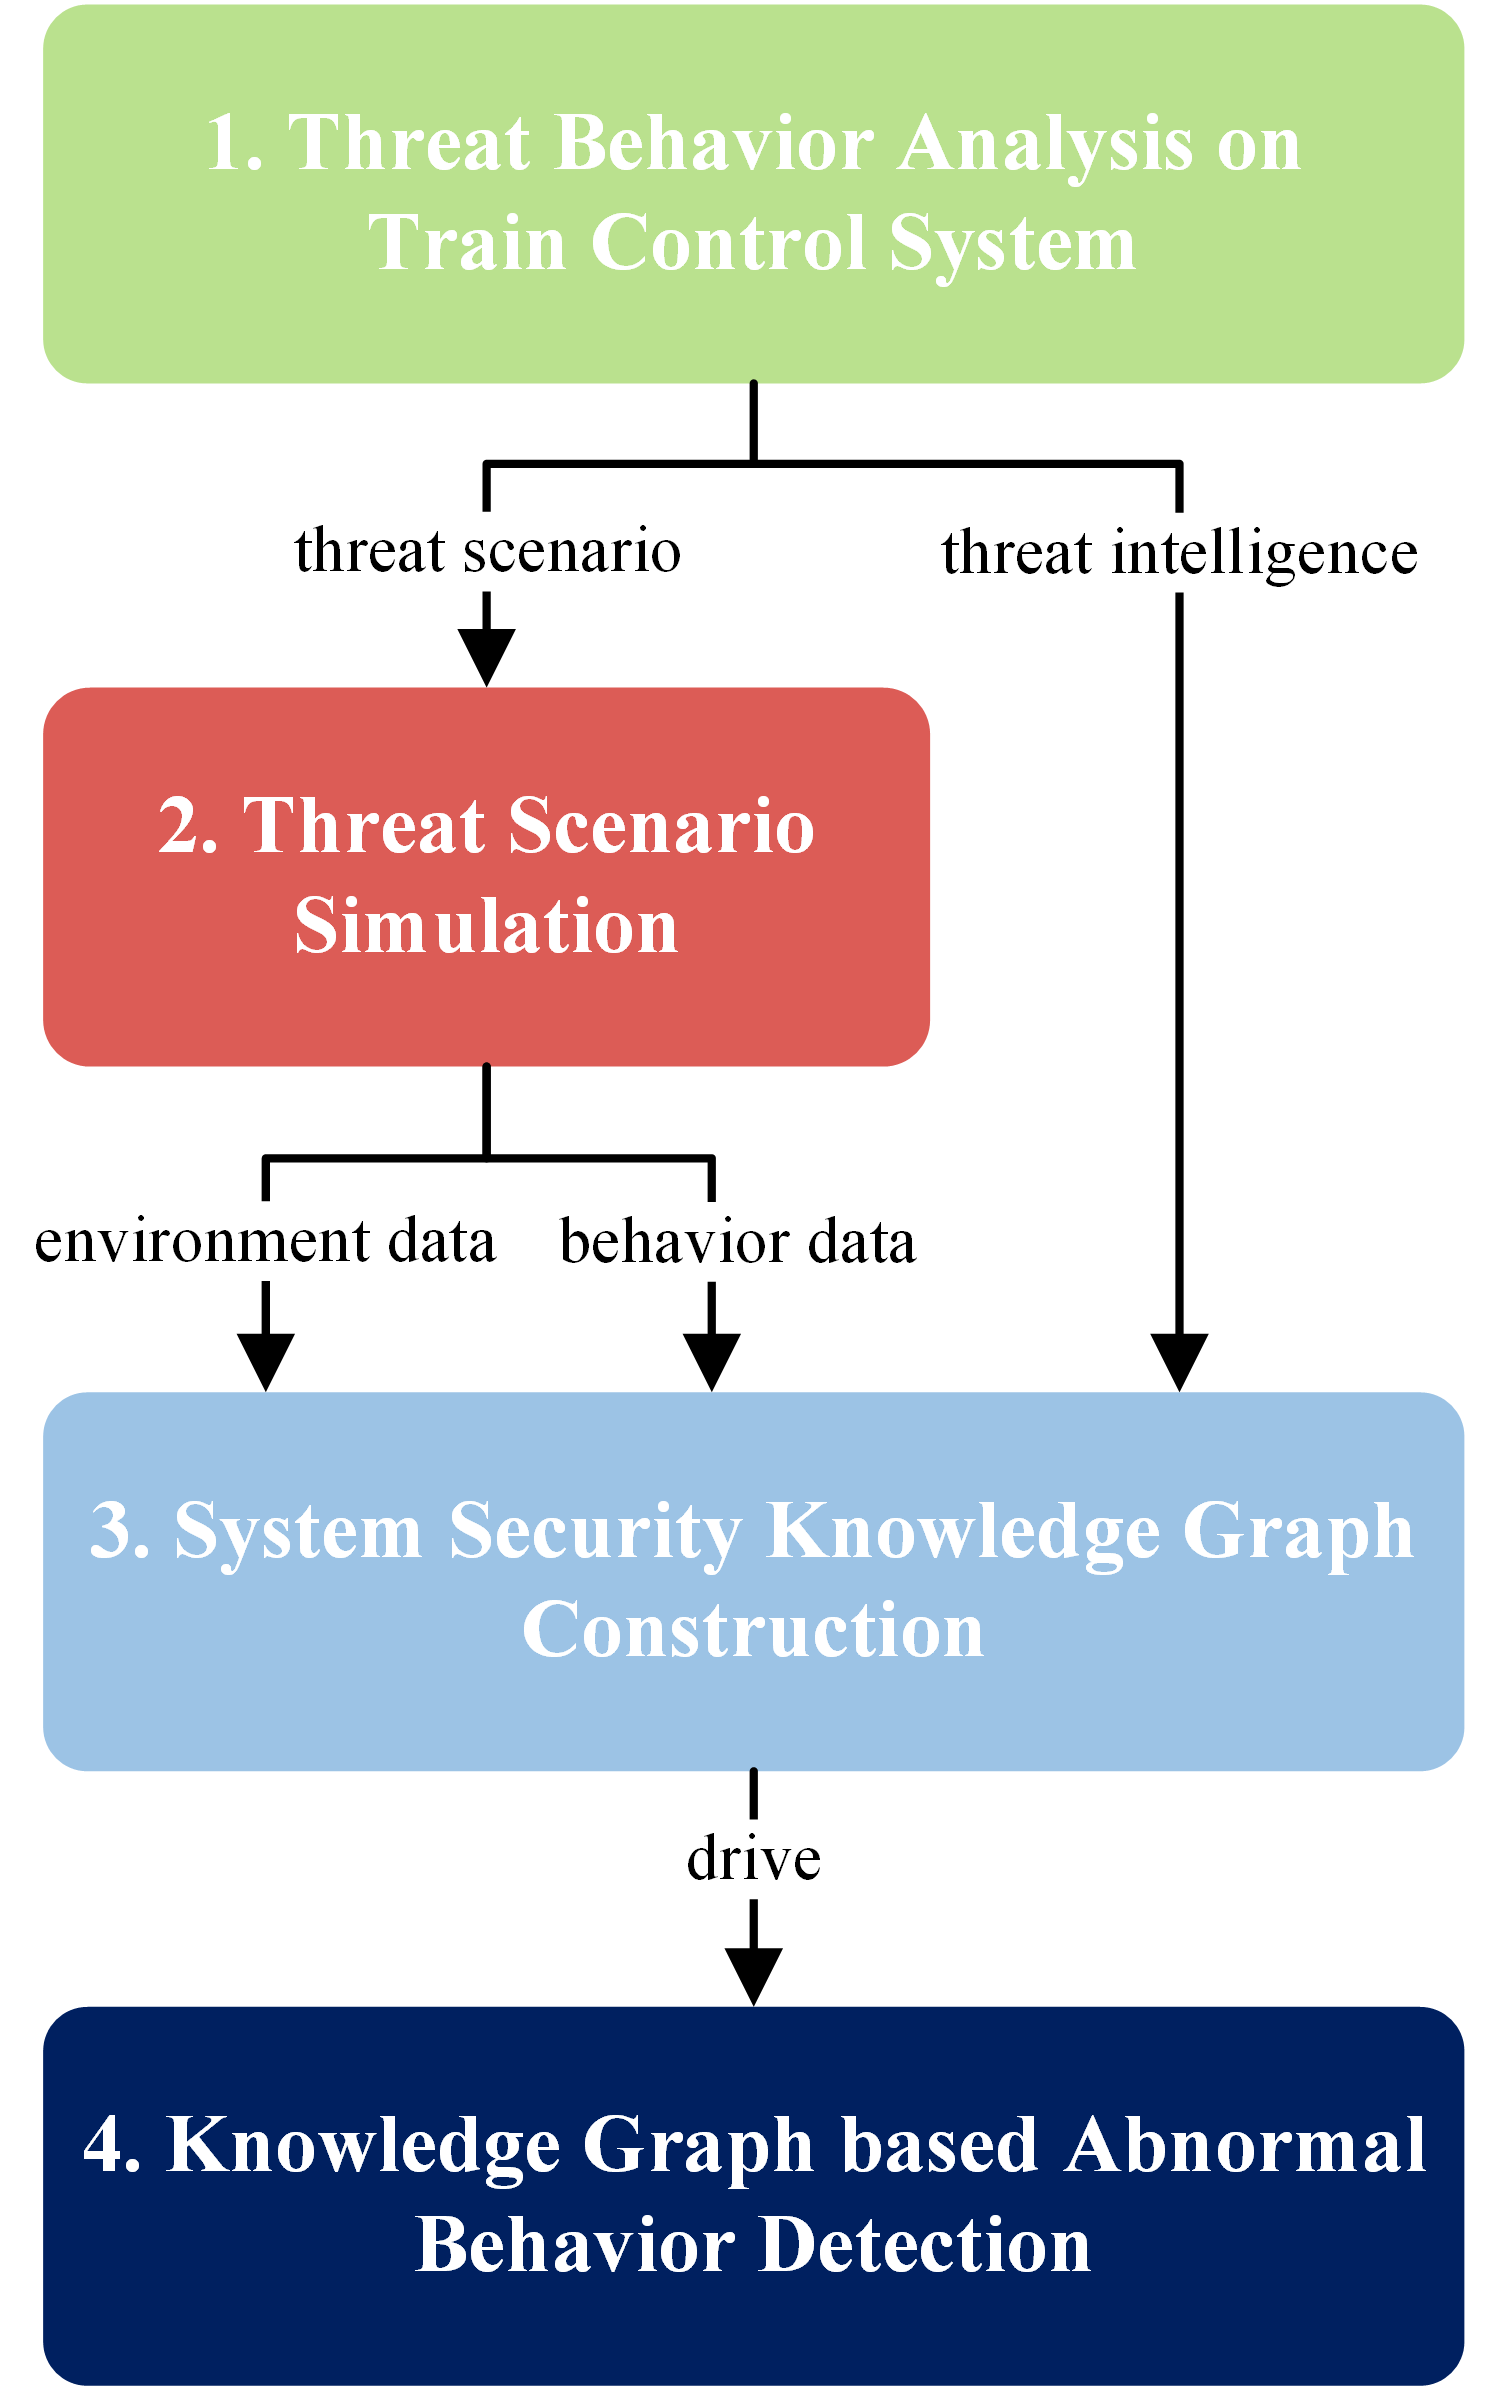 1. Threat Behavior Analysis on
Train Control System
threat scenario
threat intelligence
2. Threat Scenario
Simulation
environment data
behavior data
3. System Security Knowledge Graph
Construction
drive
4. Knowledge Graph based Abnormal
Behavior Detection